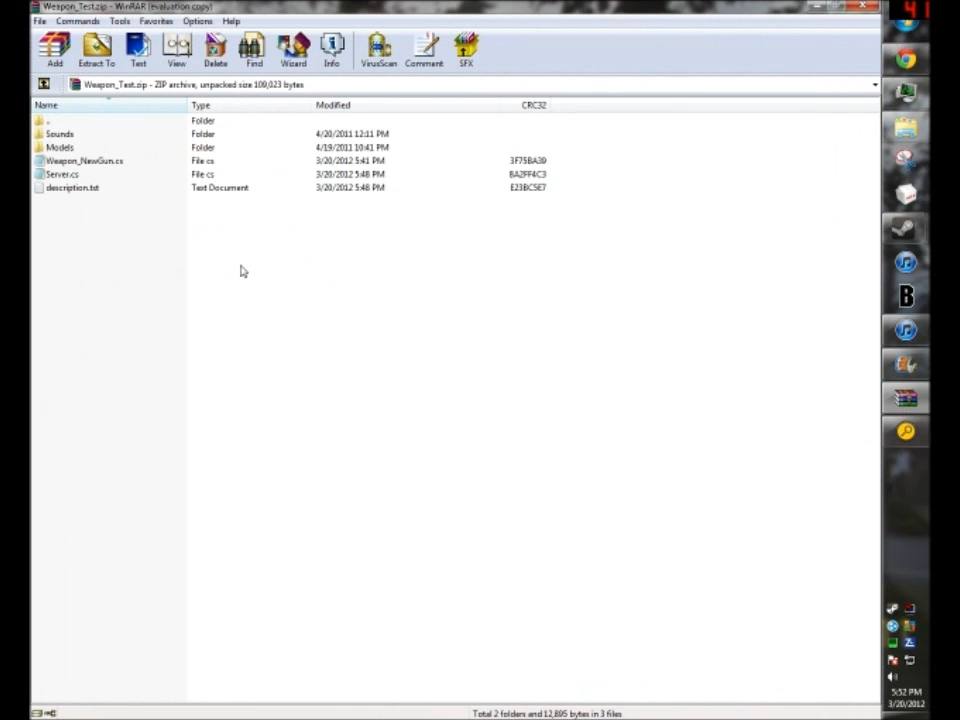 Weapon_Test.zip - WinRAR (evaluation copy)
41
File Commands Tools Favorites Options Help
Add Extract To Test View Delete Find Wizard Info VirusScan Comment SFX
Weapon_Test.zip - ZIP archive, unpacked size 109,023 bytes
Name Type Modified CRC32
.. Folder
Sounds Folder 4/20/2011 12:11 PM
Models Folder 4/19/2011 10:41 PM
Weapon_NewGun.cs File cs 3/20/2012 5:41 PM 3F75BA39
Server.cs File cs 3/20/2012 5:48 PM BA2FF4C3
description.txt Text Document 3/20/2012 5:48 PM E23BC5E7
B
Total 2 folders and 12,895 bytes in 3 files
5:52 PM
3/20/2012